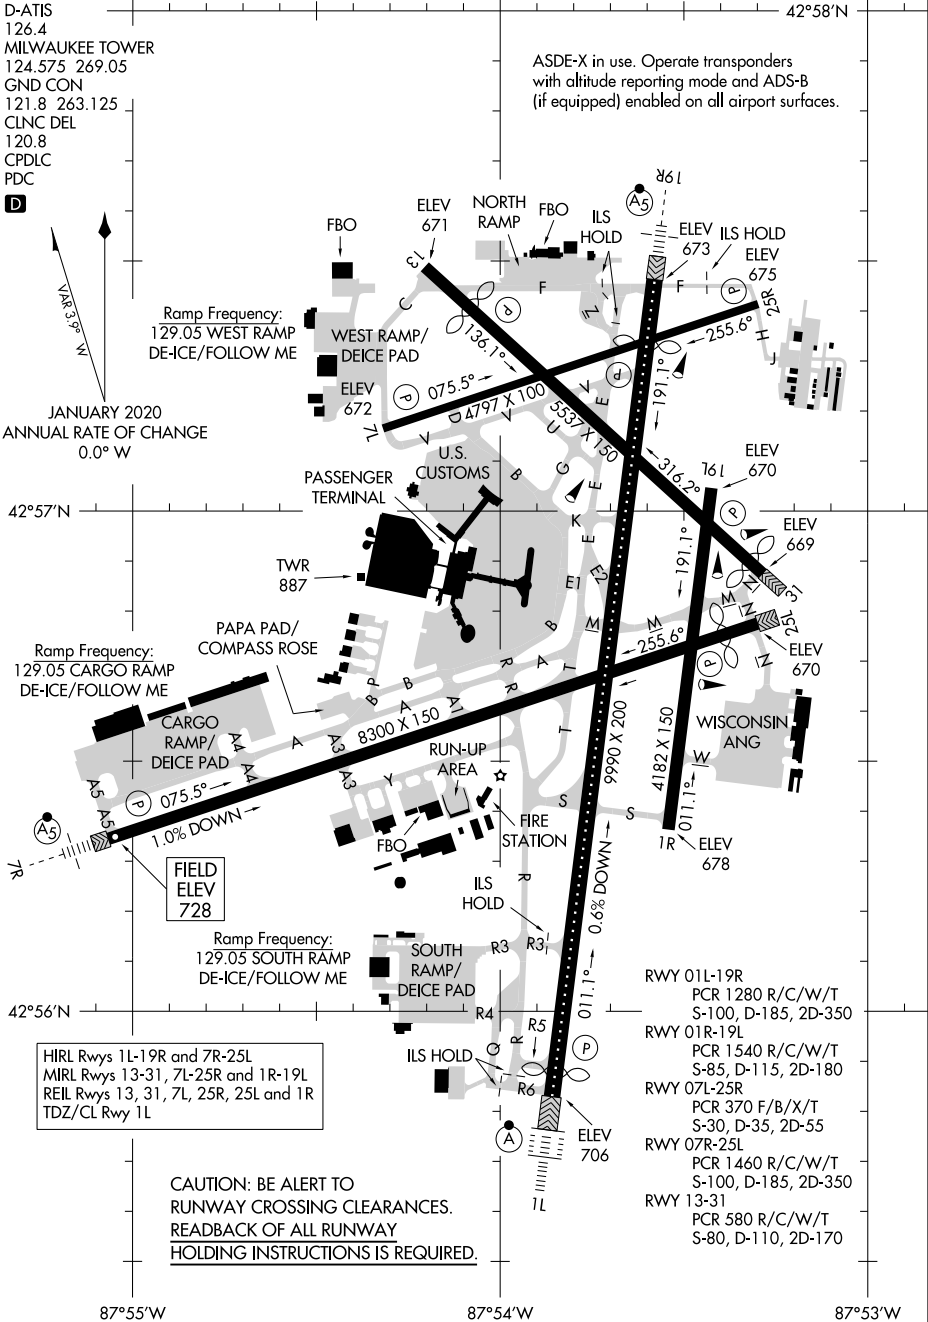 D-ATIS
126.4
MILWAUKEE TOWER
124.575 269.05
GND CON
121.8 263.125
CLNC DEL
120.8
CPDLC
PDC
D
42°58'N
ASDE-X in use. Operate transponders
with altitude reporting mode and ADS-B
(if equipped) enabled on all airport surfaces.
VAR 3.9° W
JANUARY 2020
ANNUAL RATE OF CHANGE
0.0° W
FBO
ELEV
671
NORTH
RAMP
FBO
ILS
HOLD
A5
19R
ELEV
673
ILS HOLD
ELEV
675
13
C
F
Z
F
P
P
25R
Ramp Frequency:
129.05 WEST RAMP
DE-ICE/FOLLOW ME
WEST RAMP/
DEICE PAD
136.1°
255.6°
H
J
ELEV
672
P
075.5°
4797 X 100
P
191.1°
7L
V
D
V
U
V
E
5537 X 150
U.S.
CUSTOMS
B
G
E
316.2°
19L
ELEV
670
PASSENGER
TERMINAL
42°57'N
K
E
P
ELEV
669
TWR
887
E1
E2
191.1°
N
31
PAPA PAD/
COMPASS ROSE
B
M
M
M
N
25L
255.6°
P
N
ELEV
670
Ramp Frequency:
129.05 CARGO RAMP
DE-ICE/FOLLOW ME
R
A
T
B
P
B
A
A1
R
CARGO
RAMP/
DEICE PAD
A4
A
A3
8300 X 150
T
9990 X 200
4182 X 150
WISCONSIN
ANG
A4
A3
Y
RUN-UP
AREA
W
A5
P
075.5°
A5
1.0% DOWN
A5
S
S
011.1°
FBO
FIRE
STATION
1R
ELEV
678
7R
FIELD
ELEV
728
R
0.6% DOWN
ILS
HOLD
Ramp Frequency:
129.05 SOUTH RAMP
DE-ICE/FOLLOW ME
SOUTH
RAMP/
DEICE PAD
R3
R3
011.1°
42°56'N
R4
R5
Q
R
P
ILS HOLD
R6
HIRL Rwys 1L-19R and 7R-25L
MIRL Rwys 13-31, 7L-25R and 1R-19L
REIL Rwys 13, 31, 7L, 25R, 25L and 1R
TDZ/CL Rwy 1L
A
ELEV
706
1L
RWY 01L-19R
PCR 1280 R/C/W/T
S-100, D-185, 2D-350
RWY 01R-19L
PCR 1540 R/C/W/T
S-85, D-115, 2D-180
RWY 07L-25R
PCR 370 F/B/X/T
S-30, D-35, 2D-55
RWY 07R-25L
PCR 1460 R/C/W/T
S-100, D-185, 2D-350
RWY 13-31
PCR 580 R/C/W/T
S-80, D-110, 2D-170
CAUTION: BE ALERT TO
RUNWAY CROSSING CLEARANCES.
READBACK OF ALL RUNWAY
HOLDING INSTRUCTIONS IS REQUIRED.
87°55'W
87°54'W
87°53'W